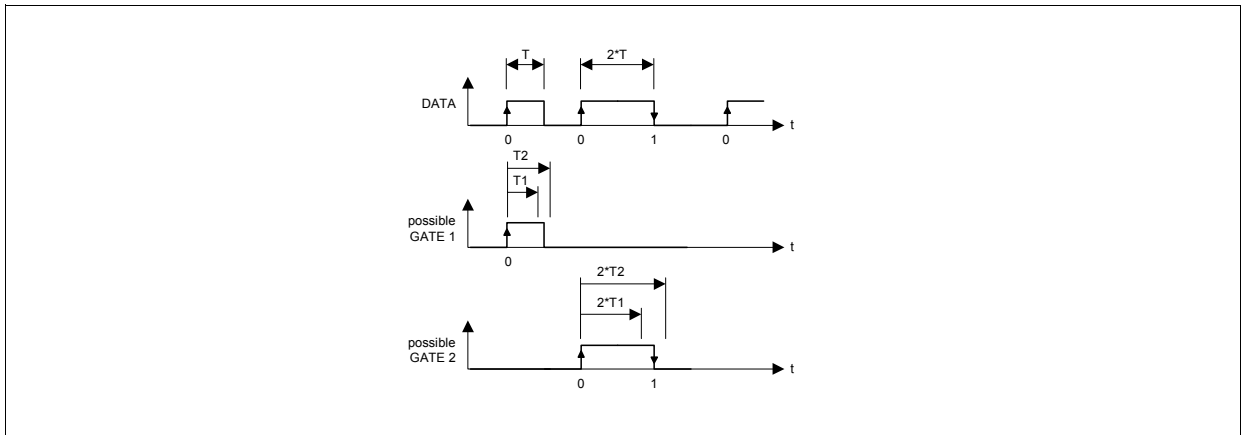 T 2*T
DATA t
0 0 1 0
T2
T1
possible
GATE 1 t
0
2*T2
2*T1
possible
GATE 2 t
0 1